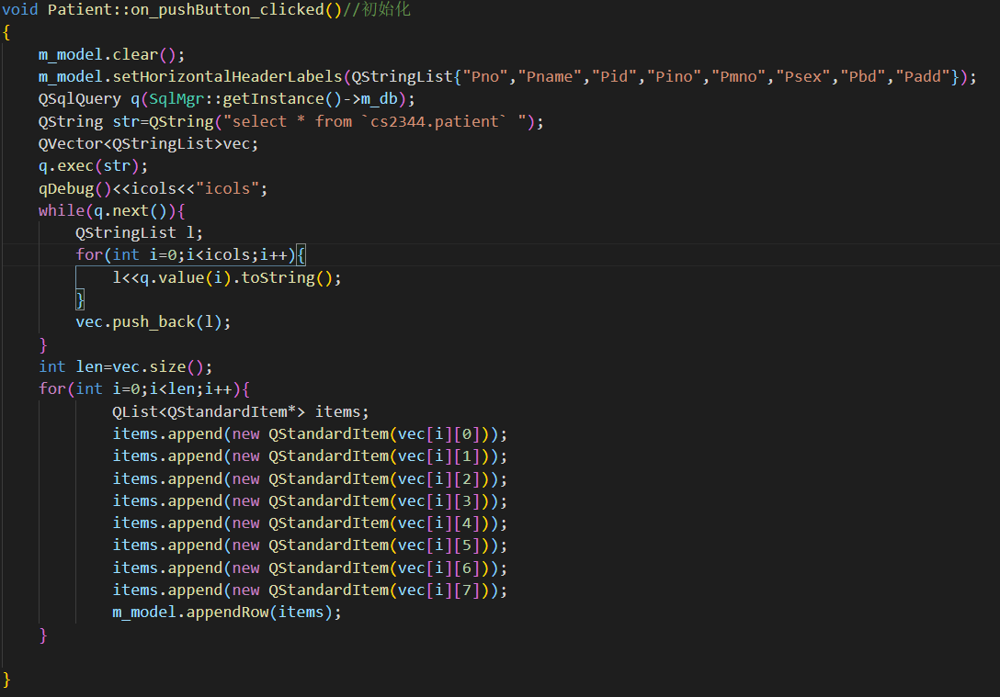 void Patient::on_pushButton_clicked()//初始化
{
    m_model.clear();
    m_model.setHorizontalHeaderLabels(QStringList{"Pno","Pname","Pid","Pino","Pmno","Psex","Pbd","Padd"});
    QSqlQuery q(SqlMgr::getInstance()->m_db);
    QString str=QString("select * from `cs2344.patient` ");
    QVector<QStringList>vec;
    q.exec(str);
    qDebug()<<icols<<"icols";
    while(q.next()){
        QStringList l;
        for(int i=0;i<icols;i++){
            l<<q.value(i).toString();
        }
        vec.push_back(l);
    }
    int len=vec.size();
    for(int i=0;i<len;i++){
            QList<QStandardItem*> items;
            items.append(new QStandardItem(vec[i][0]));
            items.append(new QStandardItem(vec[i][1]));
            items.append(new QStandardItem(vec[i][2]));
            items.append(new QStandardItem(vec[i][3]));
            items.append(new QStandardItem(vec[i][4]));
            items.append(new QStandardItem(vec[i][5]));
            items.append(new QStandardItem(vec[i][6]));
            items.append(new QStandardItem(vec[i][7]));
            m_model.appendRow(items);
    }
}